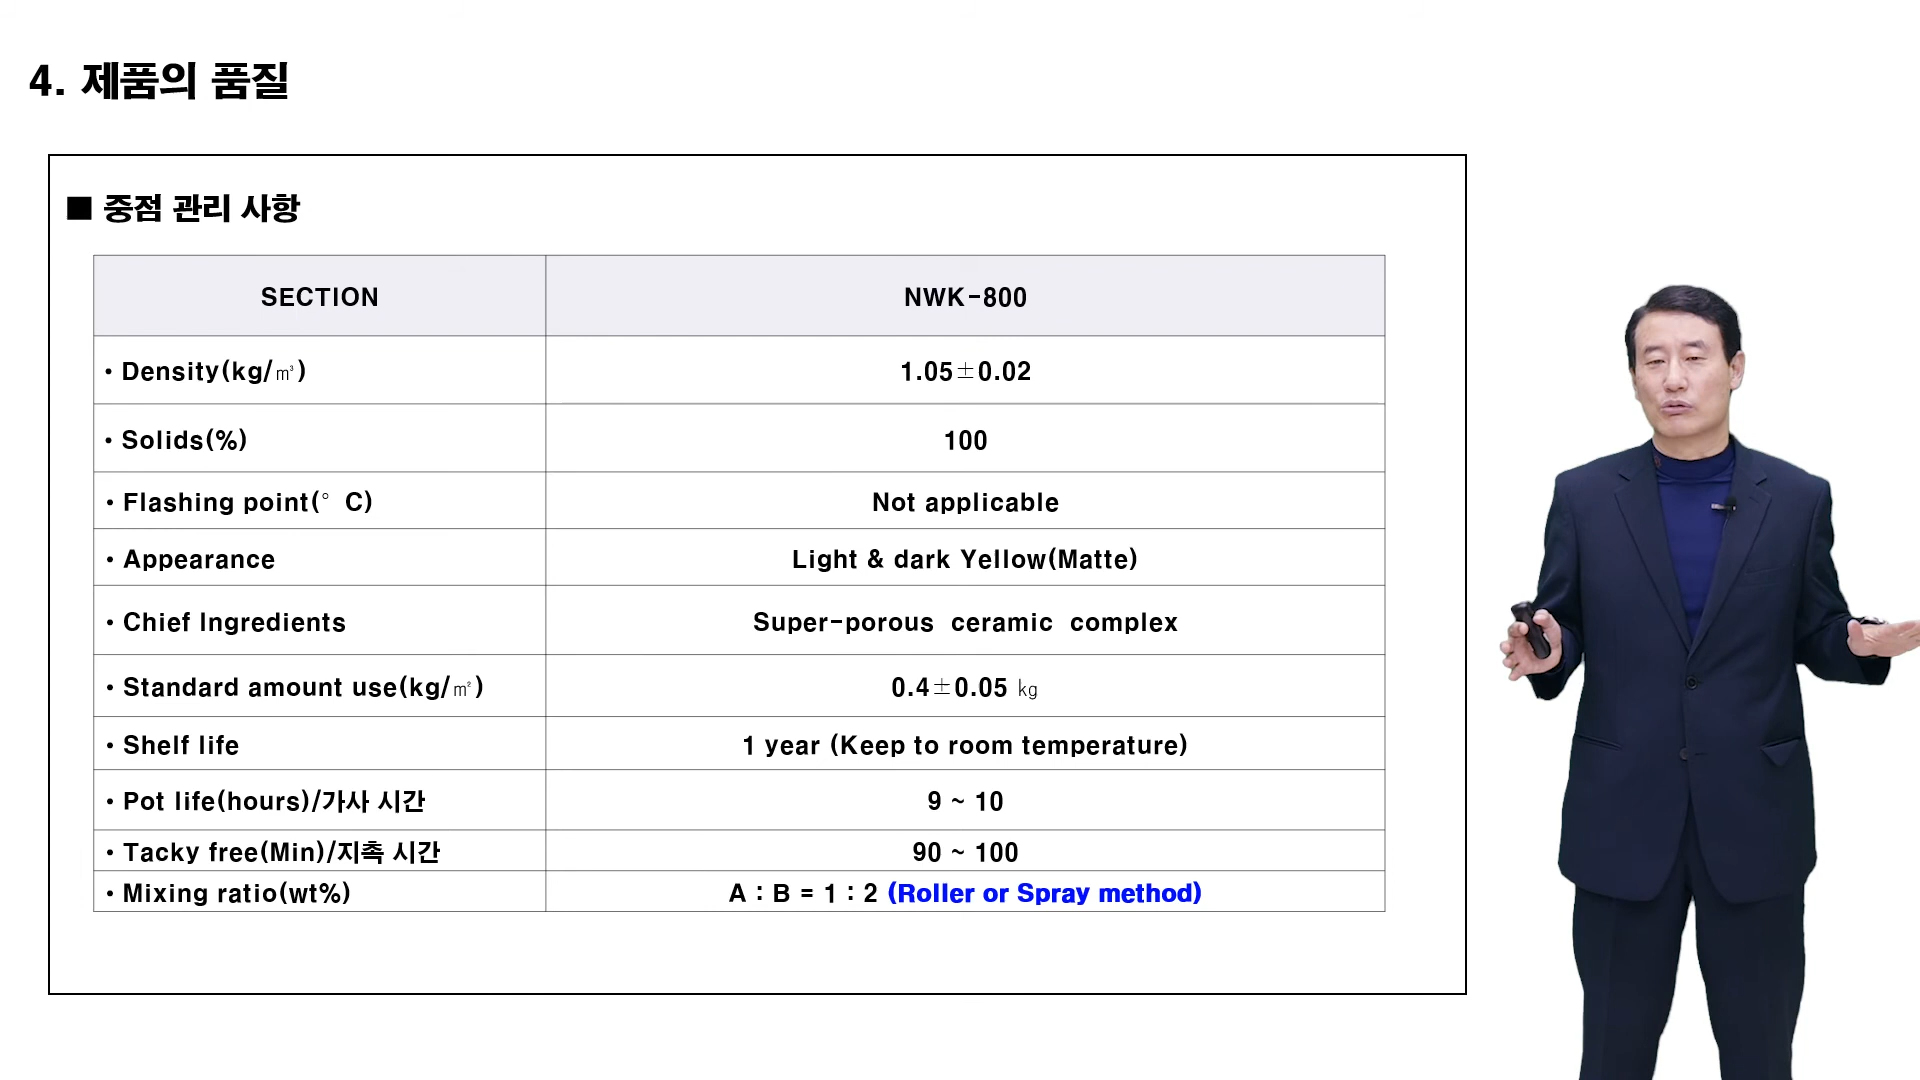 4. 제품의 품질
■ 중점 관리 사항
SECTION NWK-800
• Density(kg/㎥) 1.05±0.02
• Solids(%) 100
• Flashing point(° C) Not applicable
• Appearance Light & dark Yellow(Matte)
• Chief Ingredients Super-porous ceramic complex
• Standard amount use(kg/㎡) 0.4±0.05 ㎏
• Shelf life 1 year (Keep to room temperature)
• Pot life(hours)/가사 시간 9 ~ 10
• Tacky free(Min)/지촉 시간 90 ~ 100
• Mixing ratio(wt%) A : B = 1 : 2 (Roller or Spray method)